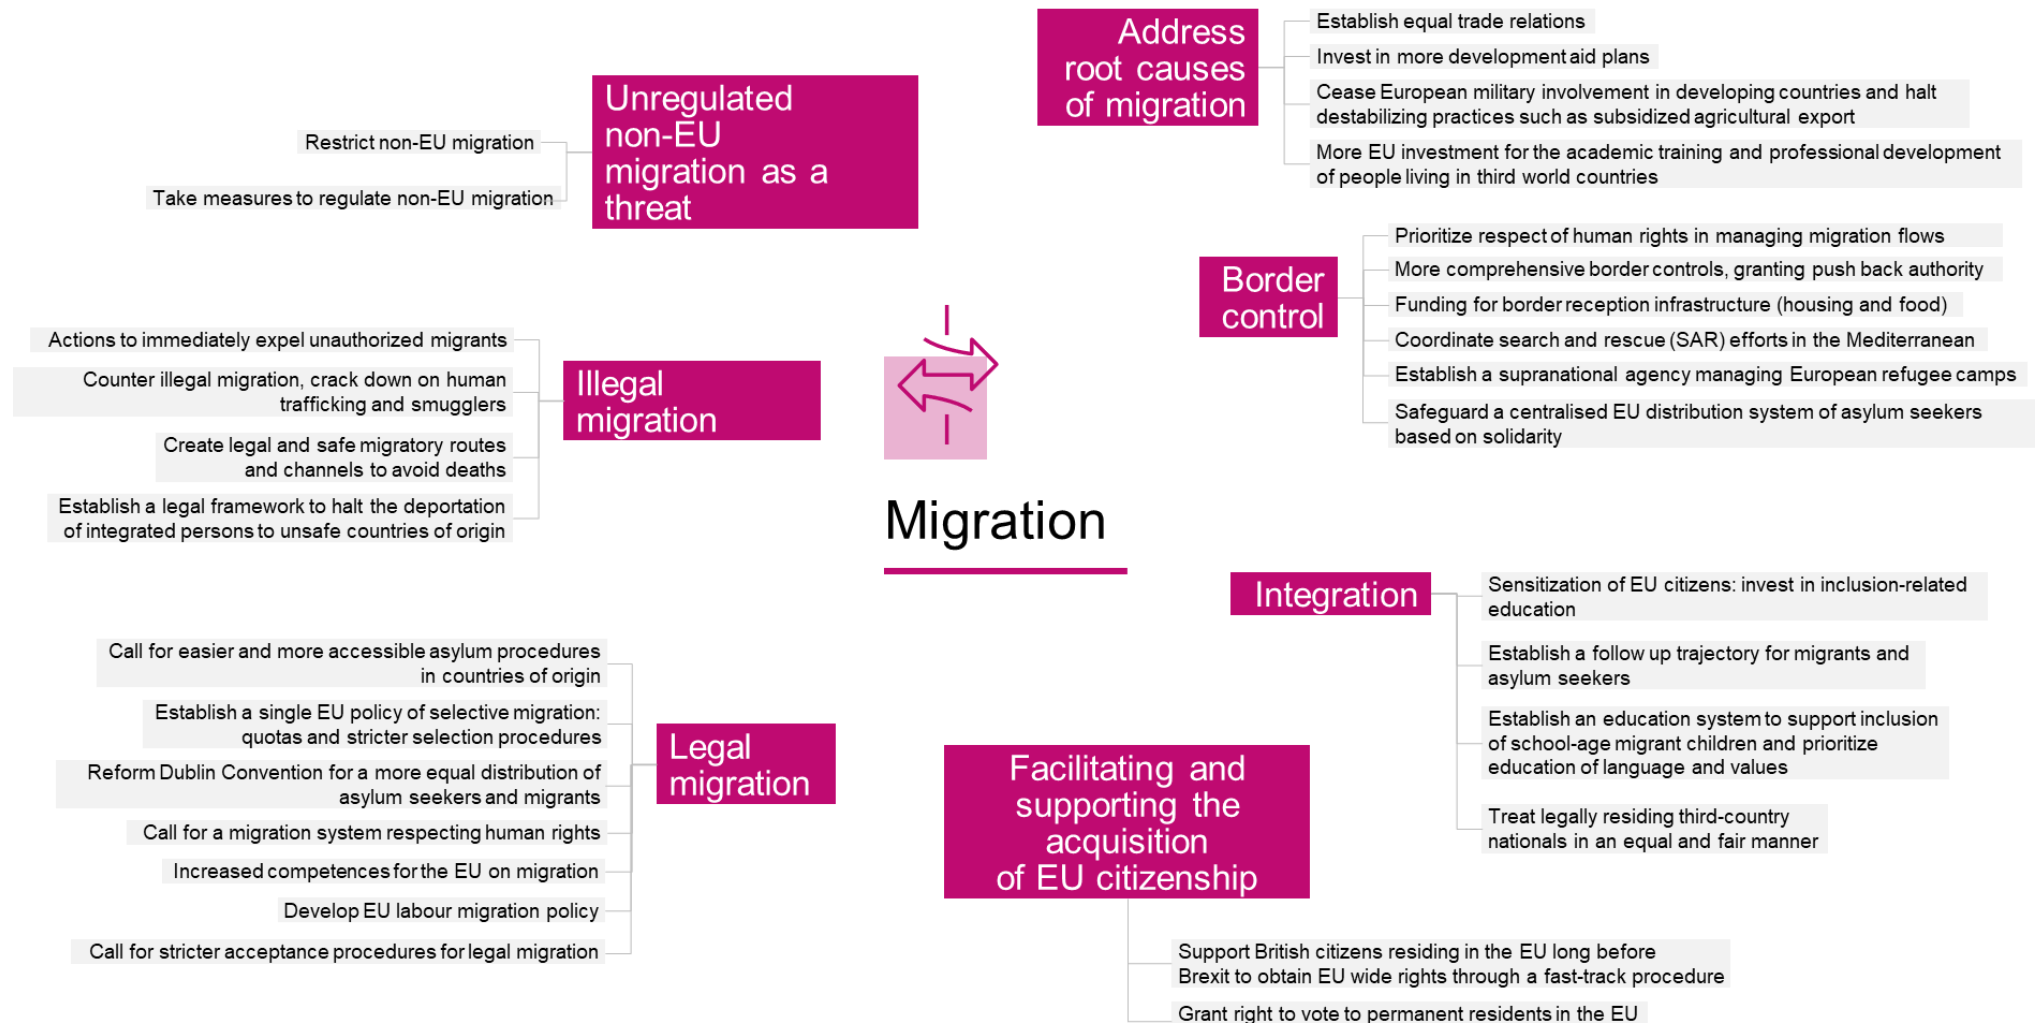 Unregulated
non-EU
migration as a
threat
Restrict non-EU migration
Take measures to regulate non-EU migration
Address
root causes
of migration
Establish equal trade relations
Invest in more development aid plans
Cease European military involvement in developing countries and halt
destabilizing practices such as subsidized agricultural export
More EU investment for the academic training and professional development
of people living in third world countries
Border
control
Prioritize respect of human rights in managing migration flows
More comprehensive border controls, granting push back authority
Funding for border reception infrastructure (housing and food)
Coordinate search and rescue (SAR) efforts in the Mediterranean
Establish a supranational agency managing European refugee camps
Safeguard a centralised EU distribution system of asylum seekers
based on solidarity
Illegal
migration
Actions to immediately expel unauthorized migrants
Counter illegal migration, crack down on human
trafficking and smugglers
Create legal and safe migratory routes
and channels to avoid deaths
Establish a legal framework to halt the deportation
of integrated persons to unsafe countries of origin
Migration
Integration
Sensitization of EU citizens: invest in inclusion-related
education
Establish a follow up trajectory for migrants and
asylum seekers
Establish an education system to support inclusion
of school-age migrant children and prioritize
education of language and values
Treat legally residing third-country
nationals in an equal and fair manner
Legal
migration
Call for easier and more accessible asylum procedures
in countries of origin
Establish a single EU policy of selective migration:
quotas and stricter selection procedures
Reform Dublin Convention for a more equal distribution of
asylum seekers and migrants
Call for a migration system respecting human rights
Increased competences for the EU on migration
Develop EU labour migration policy
Call for stricter acceptance procedures for legal migration
Facilitating and
supporting the
acquisition
of EU citizenship
Support British citizens residing in the EU long before
Brexit to obtain EU wide rights through a fast-track procedure
Grant right to vote to permanent residents in the EU